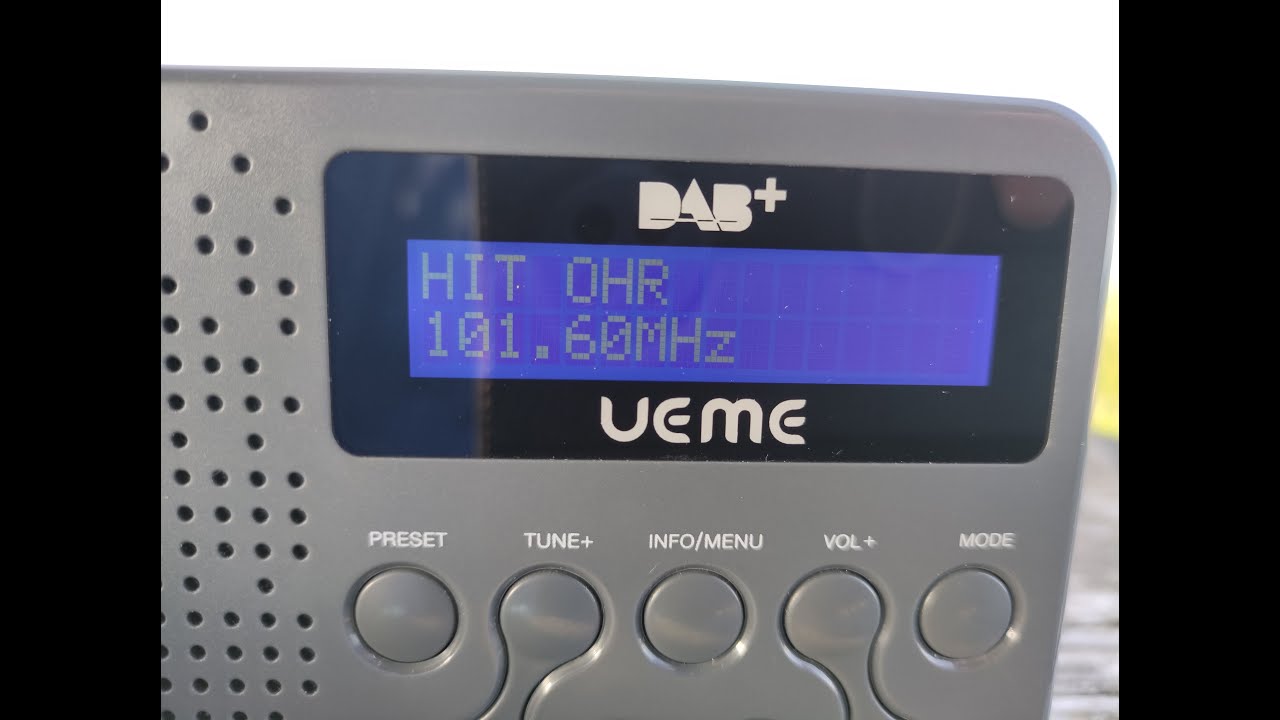 DAB+
HIT OHR
101.60MHz
UEME
PRESET TUNE+ INFO/MENU VOL+ MODE